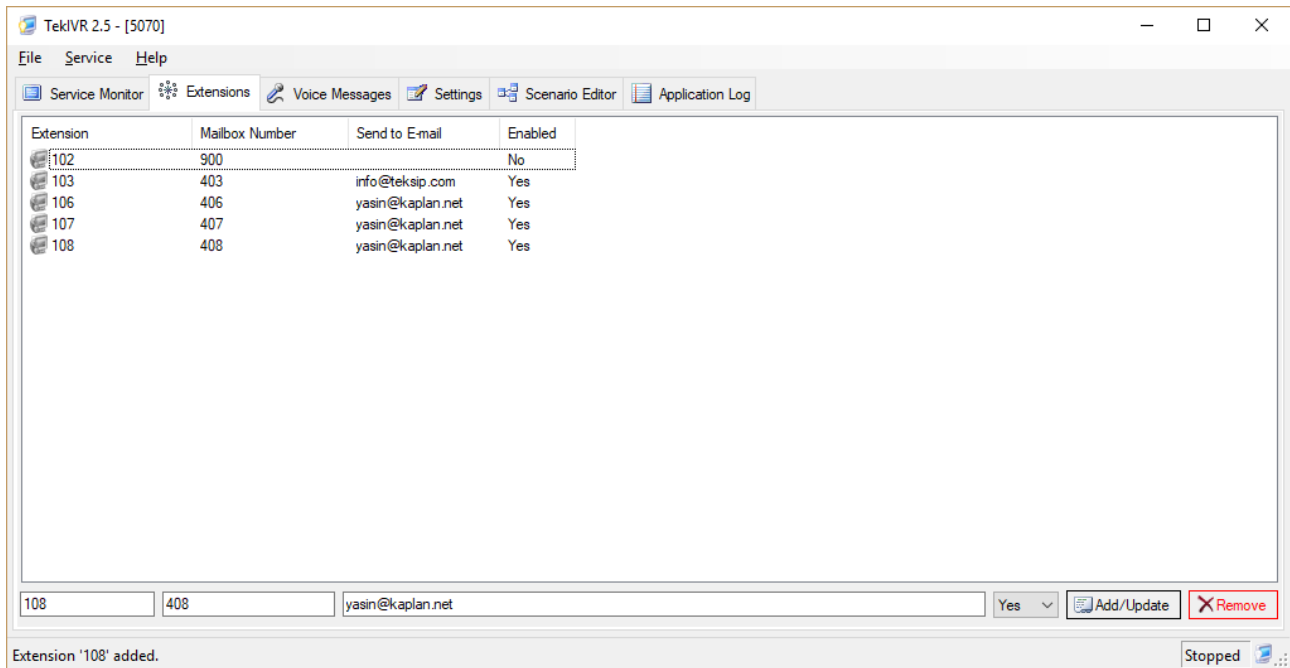 TekIVR 2.5 - [5070]
File Service Help
Service Monitor Extensions Voice Messages Settings Scenario Editor Application Log
Extension Mailbox Number Send to E-mail Enabled
102 900 No
103 403 info@teksip.com Yes
106 406 yasin@kaplan.net Yes
107 407 yasin@kaplan.net Yes
108 408 yasin@kaplan.net Yes
108 408 yasin@kaplan.net Yes Add/Update Remove
Extension '108' added. Stopped